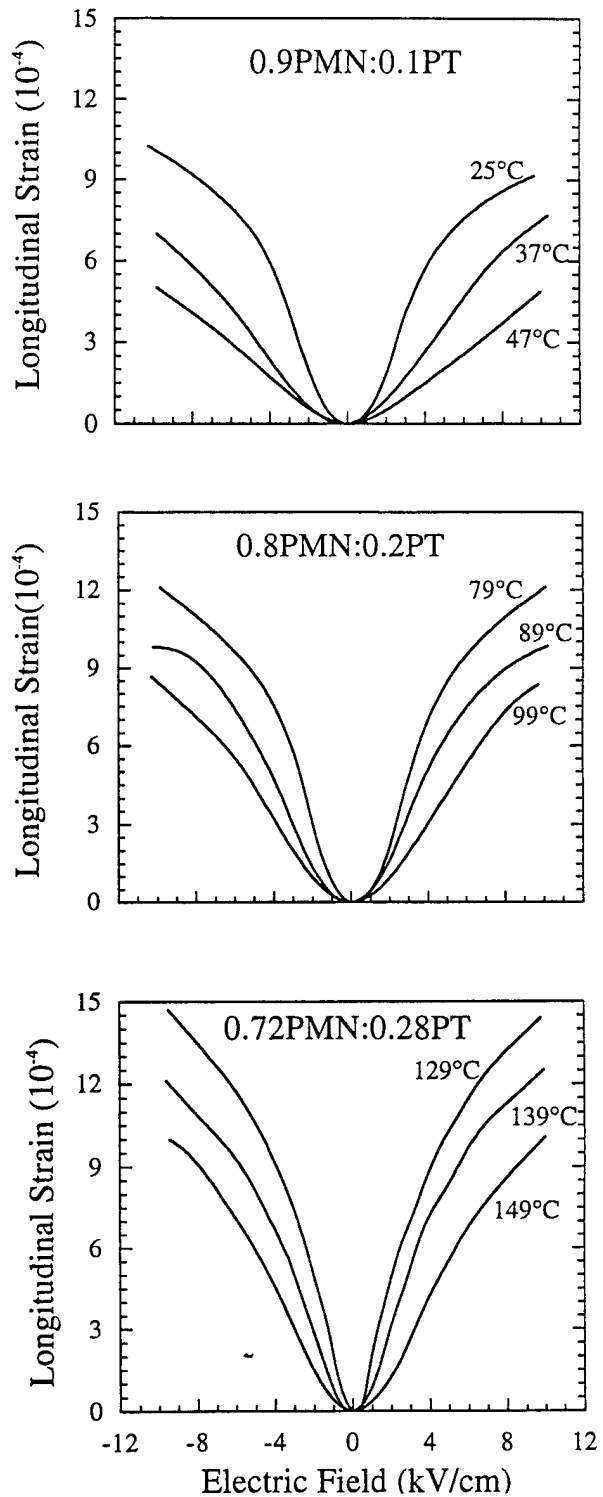 15
0.9PMN:0.1PT
12
9
25°C
6
37°C
3
47°C
0
Longitudinal Strain (10-4)
15
0.8PMN:0.2PT
12
79°C
89°C
9
99°C
6
3
0
Longitudinal Strain(10-4)
15
0.72PMN:0.28PT
129°C
12
139°C
9
149°C
6
3
0
Longitudinal Strain (10-4)
-12 -8 -4 0 4 8 12
Electric Field (kV/cm)